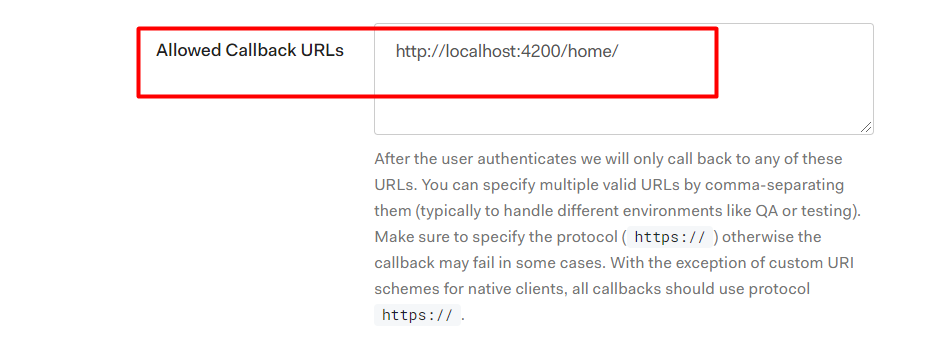 Allowed Callback URLs
http://localhost:4200/home/
After the user authenticates we will only call back to any of these
URLs. You can specify multiple valid URLs by comma-separating
them (typically to handle different environments like QA or testing).
Make sure to specify the protocol ( https:// ) otherwise the
callback may fail in some cases. With the exception of custom URI
schemes for native clients, all callbacks should use protocol
https:// .